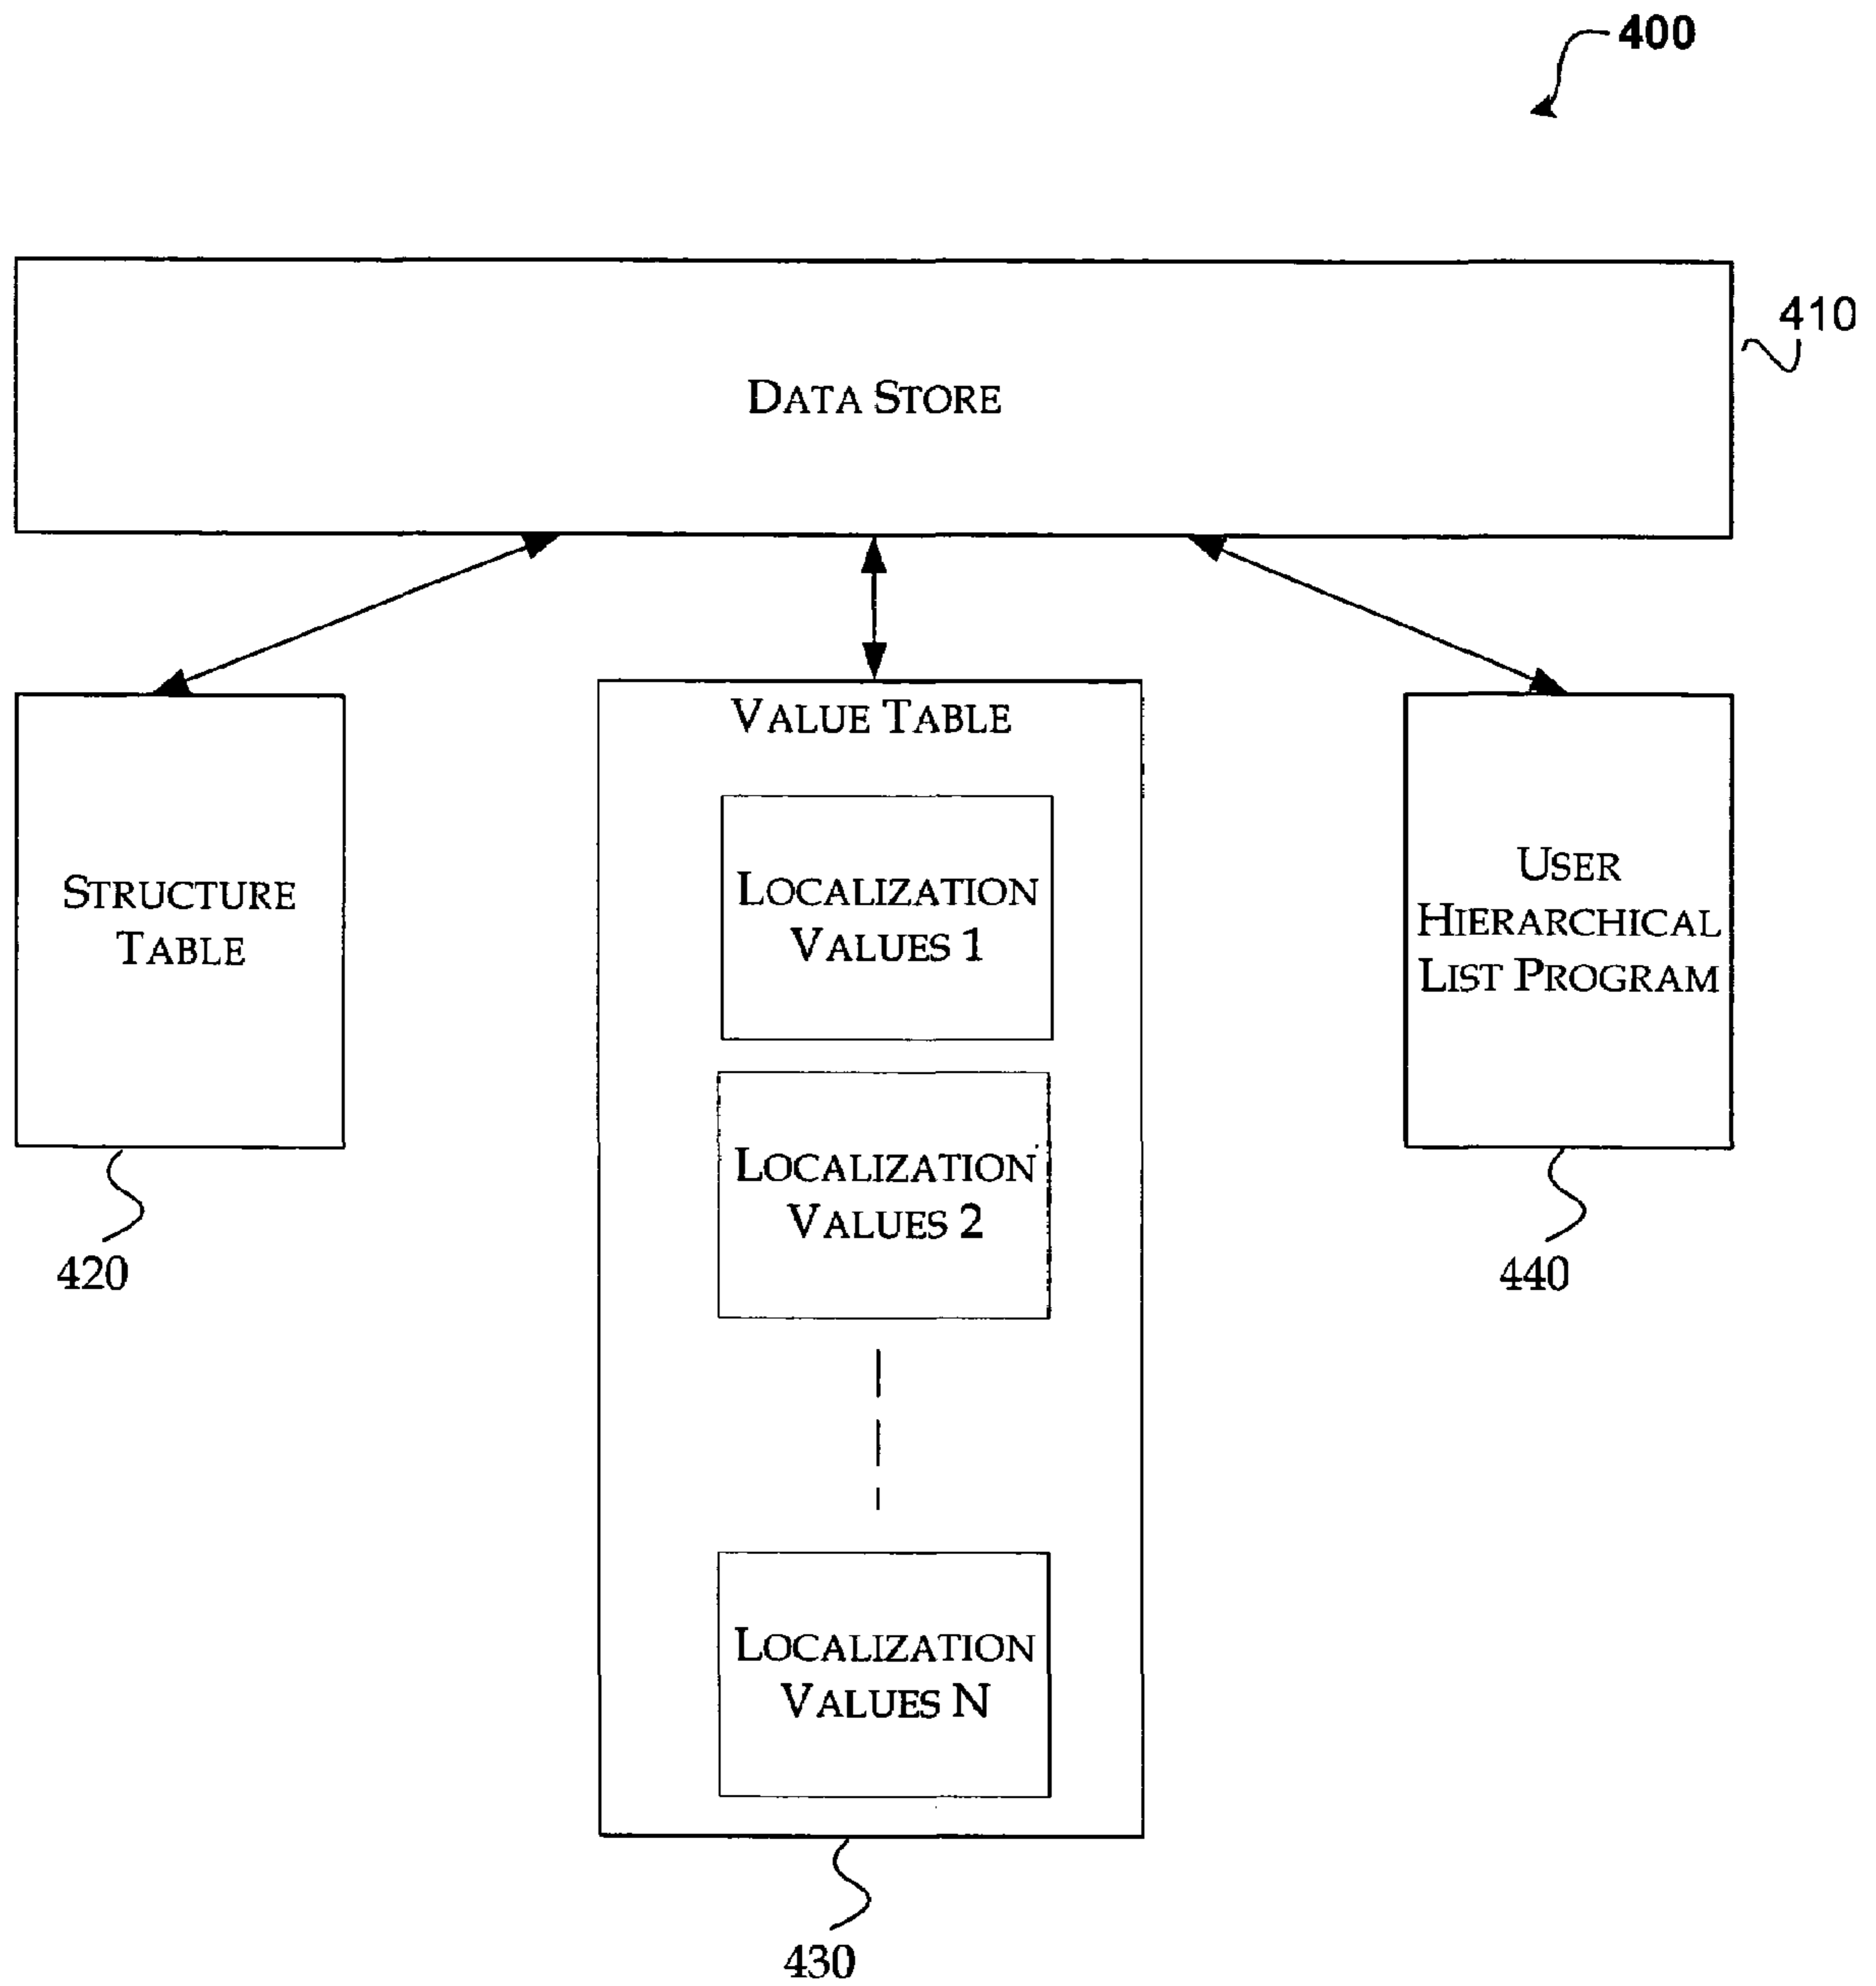 400
410
DATA STORE
VALUE TABLE
STRUCTURE
TABLE
LOCALIZATION
VALUES 1
USER
HIERARCHICAL
LIST PROGRAM
LOCALIZATION
VALUES 2
420
440
LOCALIZATION
VALUES N
430